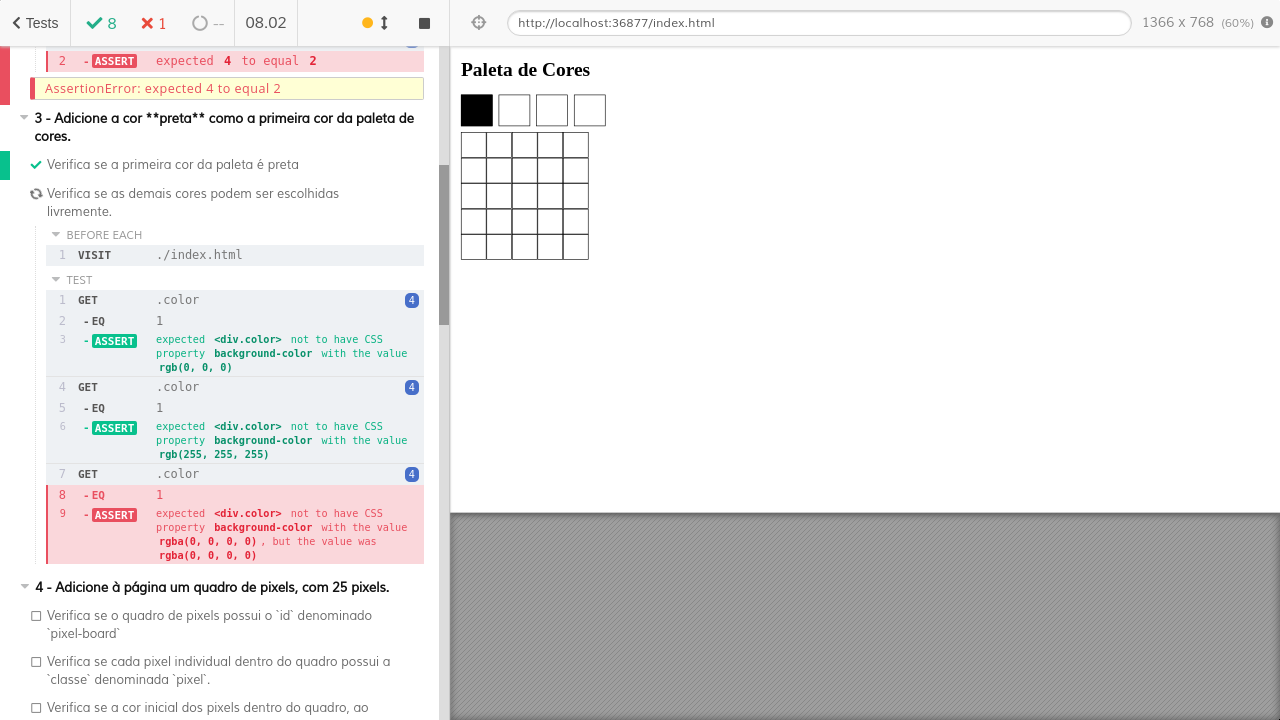 Tests
8
1
--
08.02
http://localhost:36877/index.html
1366 x 768 (60%)
2 - ASSERT expected 4 to equal 2
AssertionError: expected 4 to equal 2
3 - Adicione a cor **preta** como a primeira cor da paleta de
cores.
Verifica se a primeira cor da paleta é preta
Verifica se as demais cores podem ser escolhidas
livremente.
BEFORE EACH
1 VISIT ./index.html
TEST
1 GET .color 4
2 - EQ 1
3 - ASSERT expected <div.color> not to have CSS
property background-color with the value
rgb(0, 0, 0)
4 GET .color 4
5 - EQ 1
6 - ASSERT expected <div.color> not to have CSS
property background-color with the value
rgb(255, 255, 255)
7 GET .color 4
8 - EQ 1
9 - ASSERT expected <div.color> not to have CSS
property background-color with the value
rgba(0, 0, 0, 0), but the value was
rgba(0, 0, 0, 0)
4 - Adicione à página um quadro de pixels, com 25 pixels.
Verifica se o quadro de pixels possui o `id` denominado
`pixel-board`
Verifica se cada pixel individual dentro do quadro possui a
`classe` denominada `pixel`.
Verifica se a cor inicial dos pixels dentro do quadro, ao
Paleta de Cores